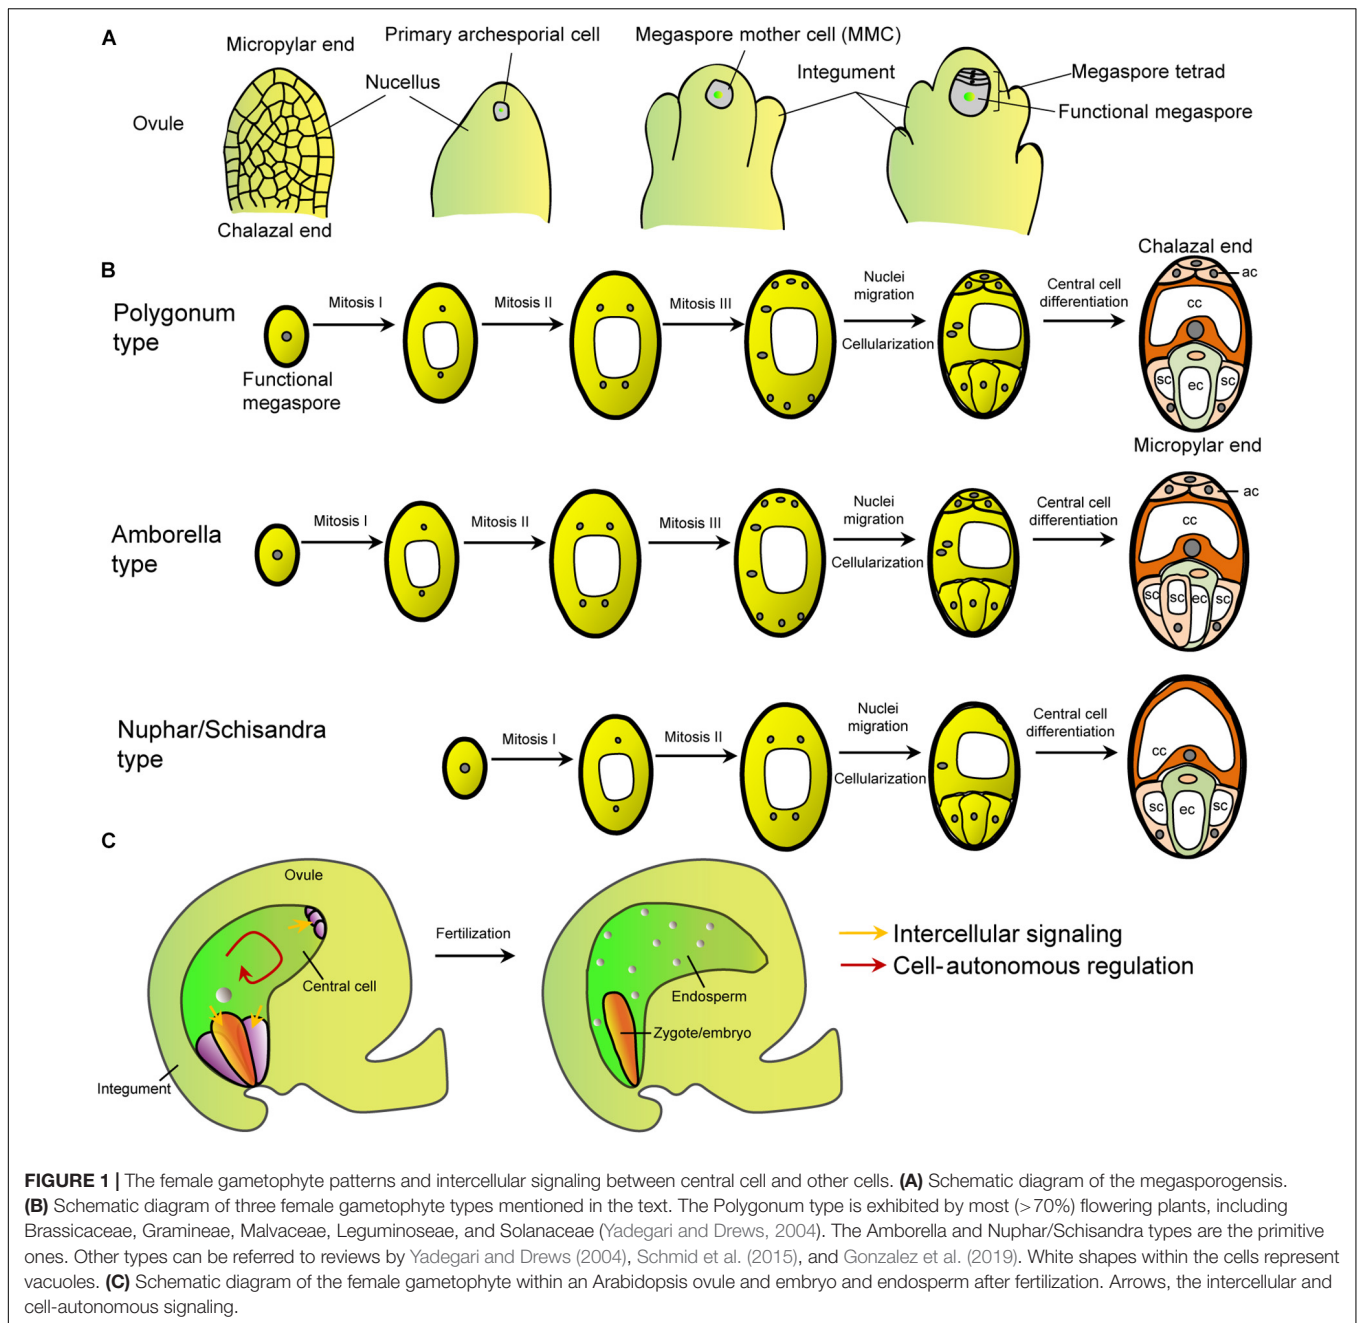 A
Micropylar end
Primary archesporial cell
Megaspore mother cell (MMC)
Nucellus
Integument
Megaspore tetrad
Functional megaspore
Ovule
Chalazal end
B
Polygonum
type
Functional
megaspore
Mitosis I
Mitosis II
Mitosis III
Nuclei
migration
Cellularization
Central cell
differentiation
Chalazal end
ac
cc
sc
ec
sc
Micropylar end
Amborella
type
Mitosis I
Mitosis II
Mitosis III
Nuclei
migration
Cellularization
Central cell
differentiation
ac
cc
sc
sc
ec
sc
Nuphar/Schisandra
type
Mitosis I
Mitosis II
Nuclei
migration
Cellularization
Central cell
differentiation
cc
sc
ec
sc
C
Ovule
Central cell
Integument
Fertilization
Endosperm
Zygote/embryo
Intercellular signaling
Cell-autonomous regulation
FIGURE 1 | The female gametophyte patterns and intercellular signaling between central cell and other cells. (A) Schematic diagram of the megasporogensis.
(B) Schematic diagram of three female gametophyte types mentioned in the text. The Polygonum type is exhibited by most (>70%) flowering plants, including
Brassicaceae, Gramineae, Malvaceae, Leguminoseae, and Solanaceae (Yadegari and Drews, 2004). The Amborella and Nuphar/Schisandra types are the primitive
ones. Other types can be referred to reviews by Yadegari and Drews (2004), Schmid et al. (2015), and Gonzalez et al. (2019). White shapes within the cells represent
vacuoles. (C) Schematic diagram of the female gametophyte within an Arabidopsis ovule and embryo and endosperm after fertilization. Arrows, the intercellular and
cell-autonomous signaling.